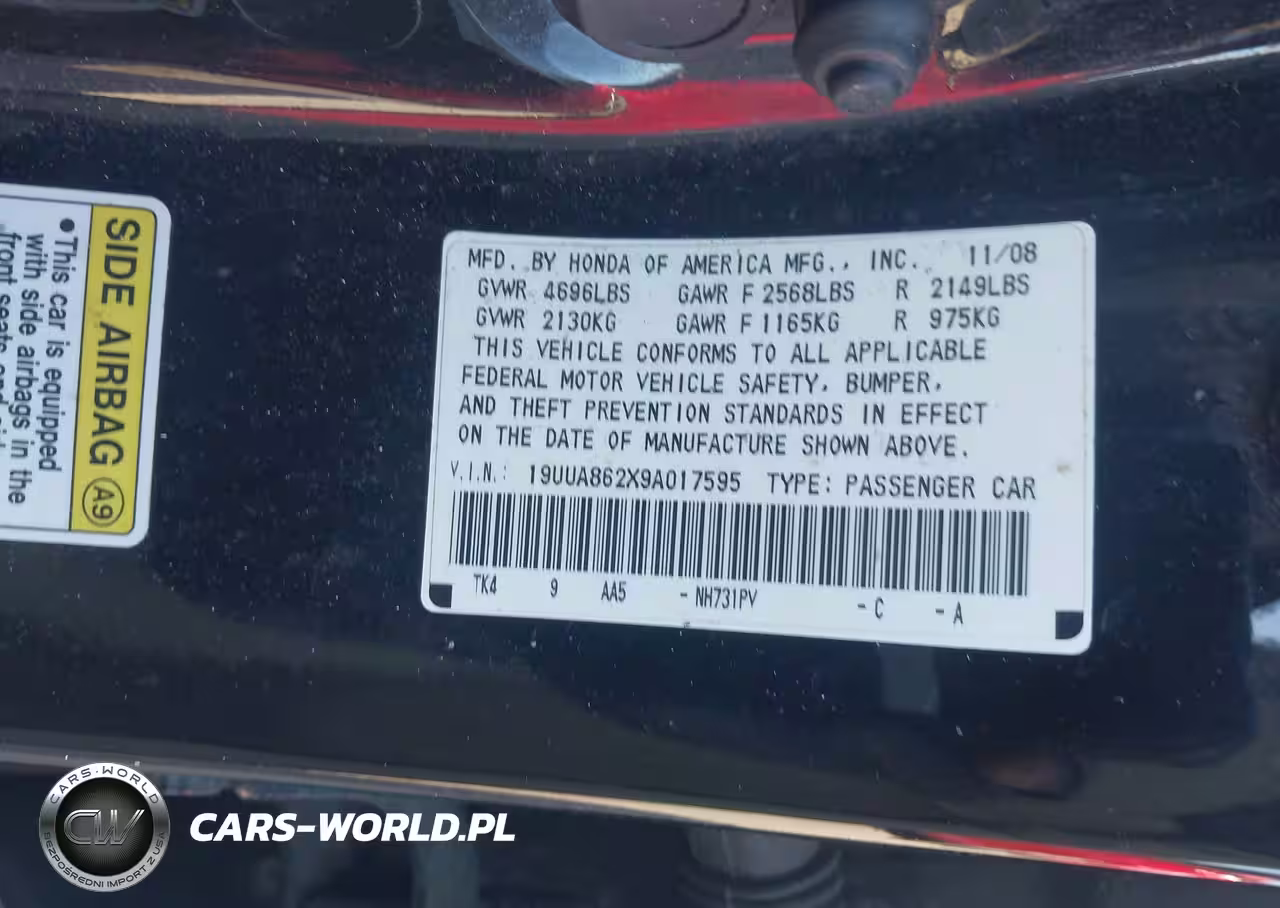 SIDE AIRBAG A9
●This car is equipped
with side airbags in the
MFD. BY HONDA OF AMERICA MFG., INC. 11/08
GVWR 4696LBS GAWR F 2568LBS R 2149LBS
GVWR 2130KG GAWR F 1165KG R 975KG
THIS VEHICLE CONFORMS TO ALL APPLICABLE
FEDERAL MOTOR VEHICLE SAFETY, BUMPER,
AND THEFT PREVENTION STANDARDS IN EFFECT
ON THE DATE OF MANUFACTURE SHOWN ABOVE.
V.I.N.: 19UUA862X9A017595 TYPE: PASSENGER CAR
TK4 9 AA5 - NH731PV - C - A
CARS-WORLD
CW
BEZPOŚREDNI IMPORT Z USA
CARS-WORLD.PL